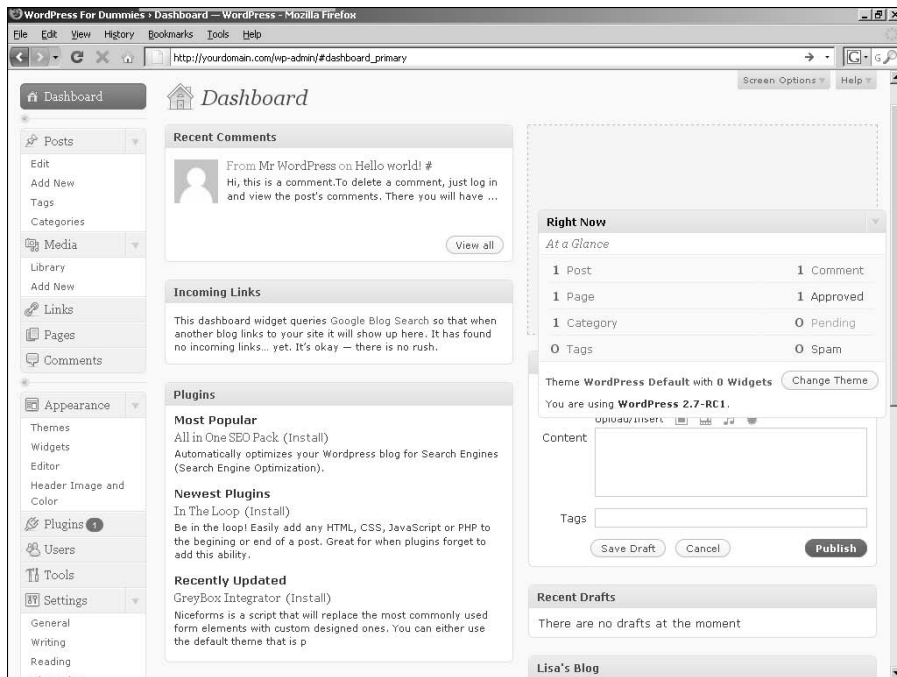 WordPress For Dummies › Dashboard — WordPress - Mozilla Firefox
File Edit View History Bookmarks Tools Help
http://yourdomain.com/wp-admin/#dashboard_primary
G
Screen Options Help
Dashboard
Posts
Edit
Add New
Tags
Categories
Media
Library
Add New
Links
Pages
Comments
Appearance
Themes
Widgets
Editor
Header Image and
Color
Plugins 1
Users
Tools
Settings
General
Writing
Reading
Dashboard
Recent Comments
From Mr WordPress on Hello world! #
Hi, this is a comment.To delete a comment, just log in
and view the post's comments. There you will have ...
View all
Incoming Links
This dashboard widget queries Google Blog Search so that when
another blog links to your site it will show up here. It has found
no incoming links... yet. It's okay — there is no rush.
Plugins
Most Popular
All in One SEO Pack (Install)
Automatically optimizes your Wordpress blog for Search Engines
(Search Engine Optimization).
Newest Plugins
In The Loop (Install)
Be in the loop! Easily add any HTML, CSS, JavaScript or PHP to
the begining or end of a post. Great for when plugins forget to
add this ability.
Recently Updated
GreyBox Integrator (Install)
Niceforms is a script that will replace the most commonly used
form elements with custom designed ones. You can either use
the default theme that is p
Right Now
At a Glance
1 Post 1 Comment
1 Page 1 Approved
1 Category 0 Pending
0 Tags 0 Spam
Theme WordPress Default with 0 Widgets Change Theme
You are using WordPress 2.7-RC1.
Upload/Insert
Content
Tags
Save Draft Cancel Publish
Recent Drafts
There are no drafts at the moment
Lisa's Blog